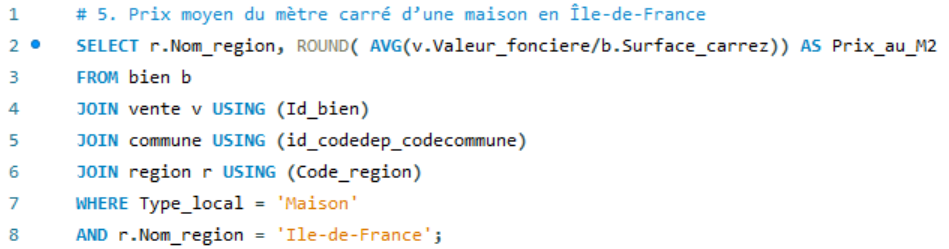 1 # 5. Prix moyen du mètre carré d’une maison en Île-de-France
2 SELECT r.Nom_region, ROUND( AVG(v.Valeur_fonciere/b.Surface_carrez)) AS Prix_au_M2
3 FROM bien b
4 JOIN vente v USING (Id_bien)
5 JOIN commune USING (id_codedep_codecommune)
6 JOIN region r USING (Code_region)
7 WHERE Type_local = 'Maison'
8 AND r.Nom_region = 'Ile-de-France';